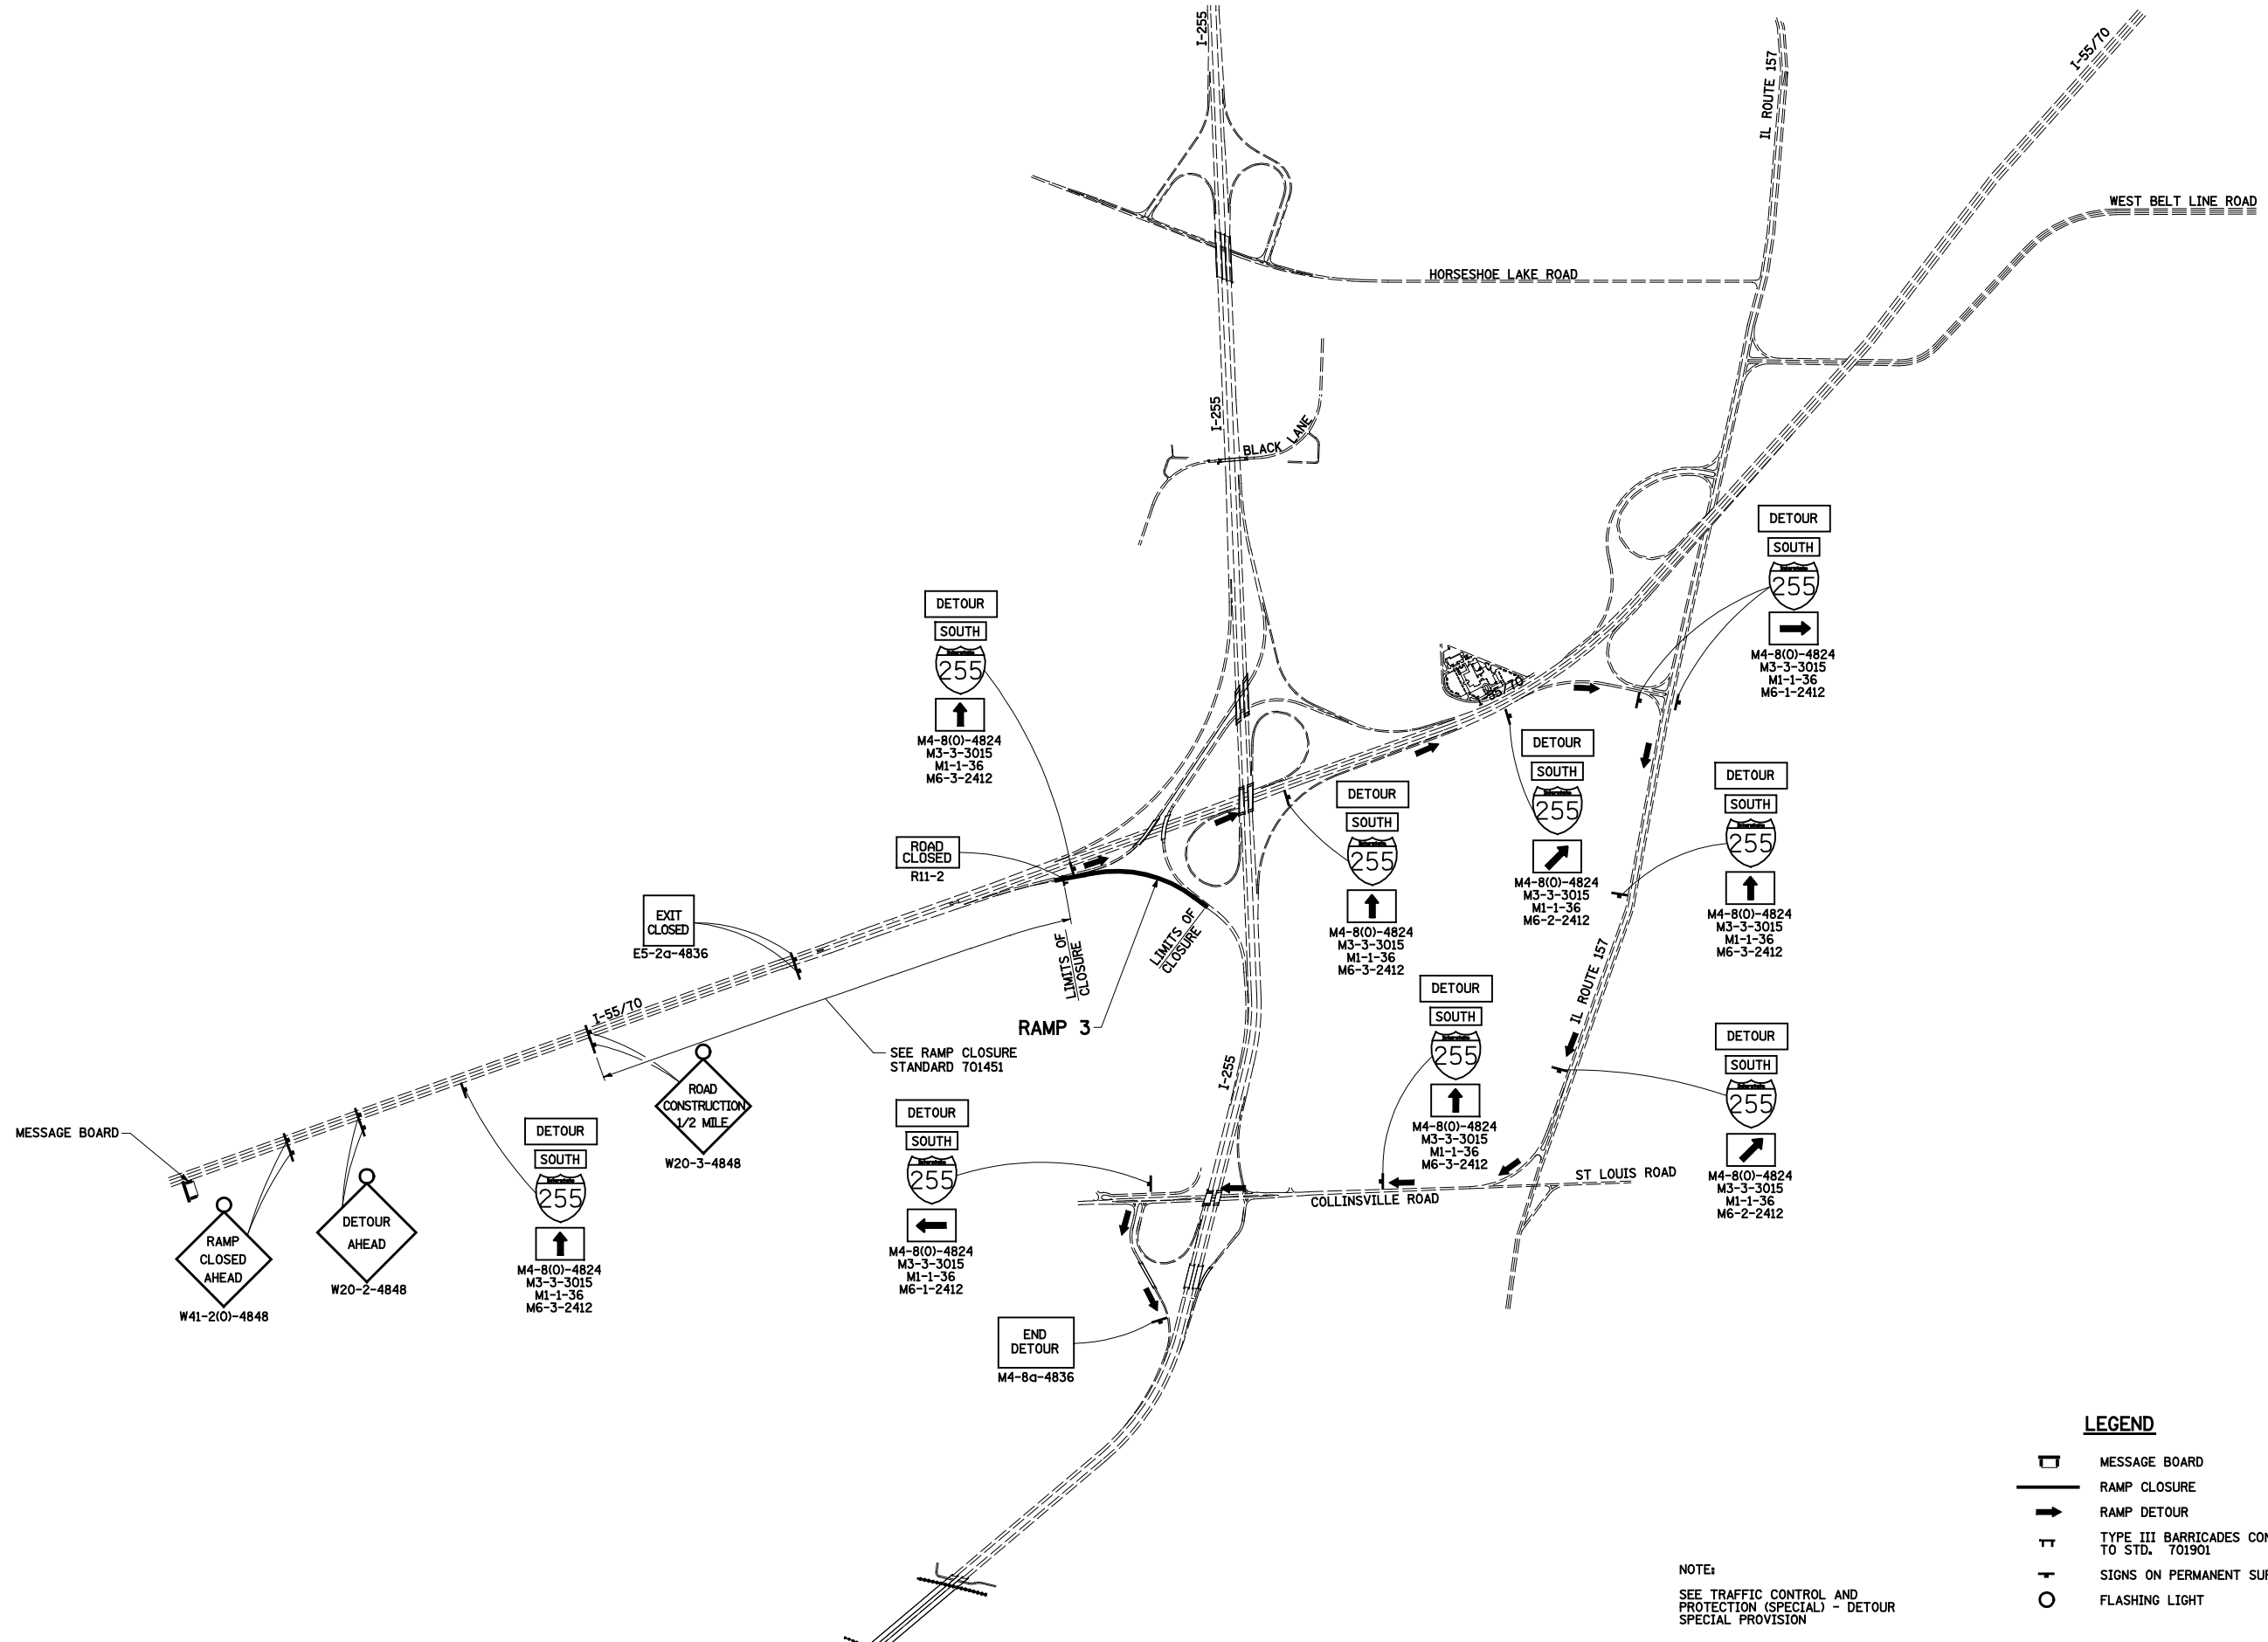 I-255
IL ROUTE 157
I-55/70
WEST BELT LINE ROAD
HORSESHOE LAKE ROAD
I-255
BLACK LANE
DETOUR
SOUTH
Interstate
255
M4-8(O)-4824
M3-3-3015
M1-1-36
M6-1-2412
DETOUR
SOUTH
Interstate
255
M4-8(O)-4824
M3-3-3015
M1-1-36
M6-3-2412
I-55/70
DETOUR
SOUTH
Interstate
255
M4-8(O)-4824
M3-3-3015
M1-1-36
M6-2-2412
DETOUR
SOUTH
Interstate
255
M4-8(O)-4824
M3-3-3015
M1-1-36
M6-3-2412
DETOUR
SOUTH
Interstate
255
M4-8(O)-4824
M3-3-3015
M1-1-36
M6-3-2412
ROAD
CLOSED
R11-2
EXIT
CLOSED
E5-2a-4836
LIMITS OF
CLOSURE
LIMITS OF
CLOSURE
RAMP 3
IL ROUTE 157
I-55/70
SEE RAMP CLOSURE
STANDARD 701451
DETOUR
SOUTH
Interstate
255
M4-8(O)-4824
M3-3-3015
M1-1-36
M6-3-2412
DETOUR
SOUTH
Interstate
255
M4-8(O)-4824
M3-3-3015
M1-1-36
M6-2-2412
I-255
ROAD
CONSTRUCTION
1/2 MILE
W20-3-4848
MESSAGE BOARD
DETOUR
SOUTH
Interstate
255
M4-8(O)-4824
M3-3-3015
M1-1-36
M6-3-2412
DETOUR
SOUTH
Interstate
255
M4-8(O)-4824
M3-3-3015
M1-1-36
M6-1-2412
ST LOUIS ROAD
COLLINSVILLE ROAD
RAMP
CLOSED
AHEAD
W41-2(O)-4848
DETOUR
AHEAD
W20-2-4848
END
DETOUR
M4-8a-4836
LEGEND
MESSAGE BOARD
RAMP CLOSURE
RAMP DETOUR
TYPE III BARRICADES
TO STD. 701901
SIGNS ON PERMANENT
FLASHING LIGHT
NOTE:
SEE TRAFFIC CONTROL AND
PROTECTION (SPECIAL) - DETOUR
SPECIAL PROVISION